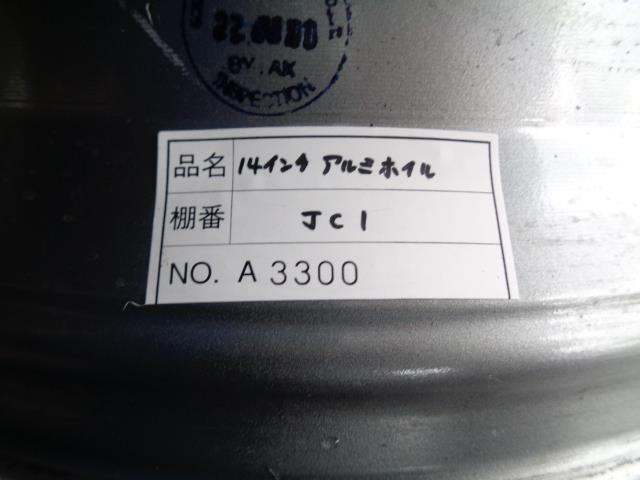 BY.AK
INSPECTION
品名 14インチ アルミホイル
棚番 JC1
NO. A 3300